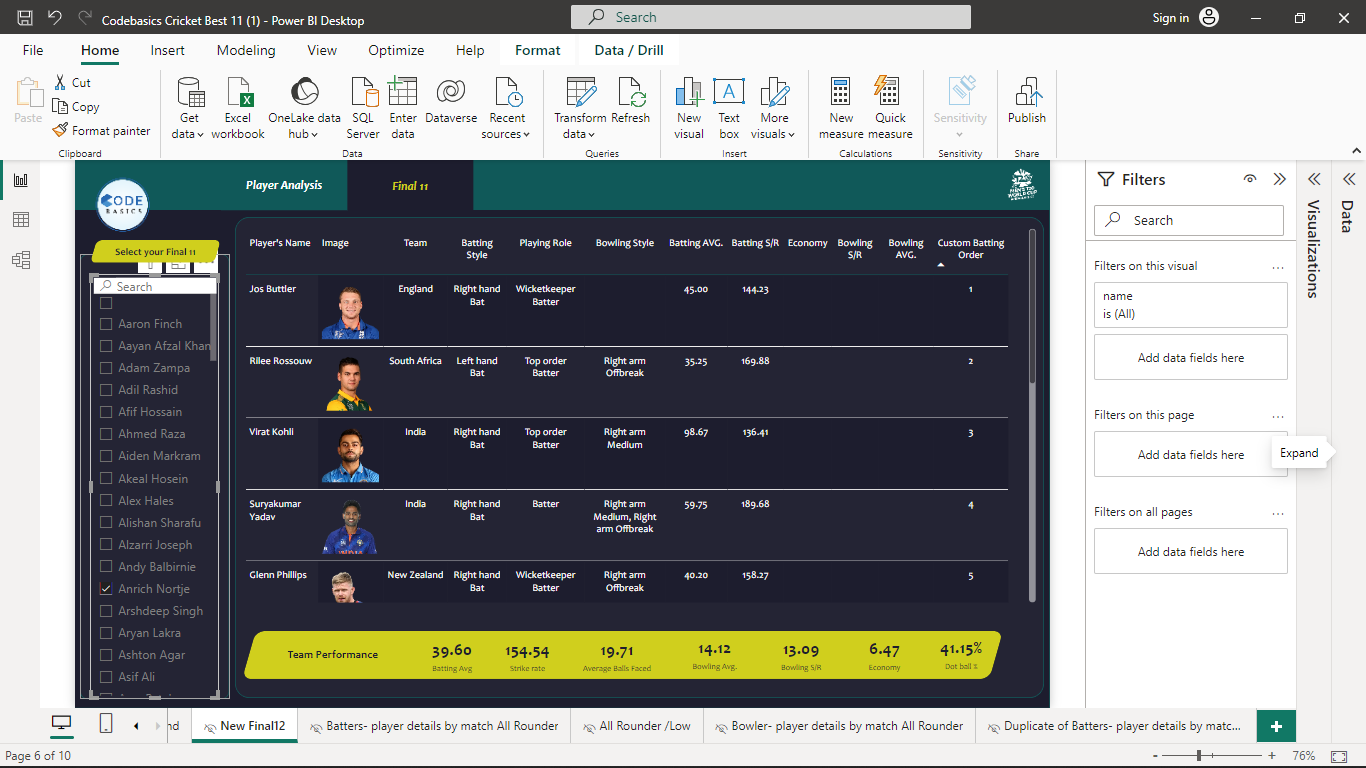 Codebasics Cricket Best 11 (1) - Power BI Desktop
Search
Sign in
File Home Insert Modeling View Optimize Help Format Data / Drill
Paste
Cut
Copy
Format painter
Clipboard
Get data
Excel workbook
OneLake data hub
SQL Server
Enter data
Dataverse
Recent sources
Data
Transform data
Refresh
Queries
New visual
Text box
More visuals
Insert
New measure
Quick measure
Calculations
Sensitivity
Sensitivity
Publish
Share
CODE
BASICS
Player Analysis
Final 11
MEN'S T20
WORLD CUP
Select your Final 11
Search
Aaron Finch
Aayan Afzal Khan
Adam Zampa
Adil Rashid
Afif Hossain
Ahmed Raza
Aiden Markram
Akeal Hosein
Alex Hales
Alishan Sharafu
Alzarri Joseph
Andy Balbirnie
Anrich Nortje
Arshdeep Singh
Aryan Lakra
Ashton Agar
Asif Ali
Player's Name Image Team Batting Style Playing Role Bowling Style Batting AVG. Batting S/R Economy Bowling S/R Bowling AVG. Custom Batting Order
Jos Buttler England Right hand Bat Wicketkeeper Batter 45.00 144.23 1
Rilee Rossouw South Africa Left hand Bat Top order Batter Right arm Offbreak 35.25 169.88 2
Virat Kohli India Right hand Bat Top order Batter Right arm Medium 98.67 136.41 3
Suryakumar Yadav India Right hand Bat Batter Right arm Medium, Right arm Offbreak 59.75 189.68 4
Glenn Phillips New Zealand Right hand Bat Wicketkeeper Batter Right arm Offbreak 40.20 158.27 5
Team Performance
39.60 154.54 19.71 14.12 13.09 6.47 41.15%
Batting Avg Strike rate Average Balls Faced Bowling Avg. Bowling S/R Economy Dot ball %
Filters
Search
Filters on this visual
name
is (All)
Add data fields here
Filters on this page
Add data fields here
Expand
Filters on all pages
Add data fields here
Visualizations
Data
nd
New Final12
Batters- player details by match All Rounder
All Rounder /Low
Bowler- player details by match All Rounder
Duplicate of Batters- player details by matc...
Page 6 of 10
76%